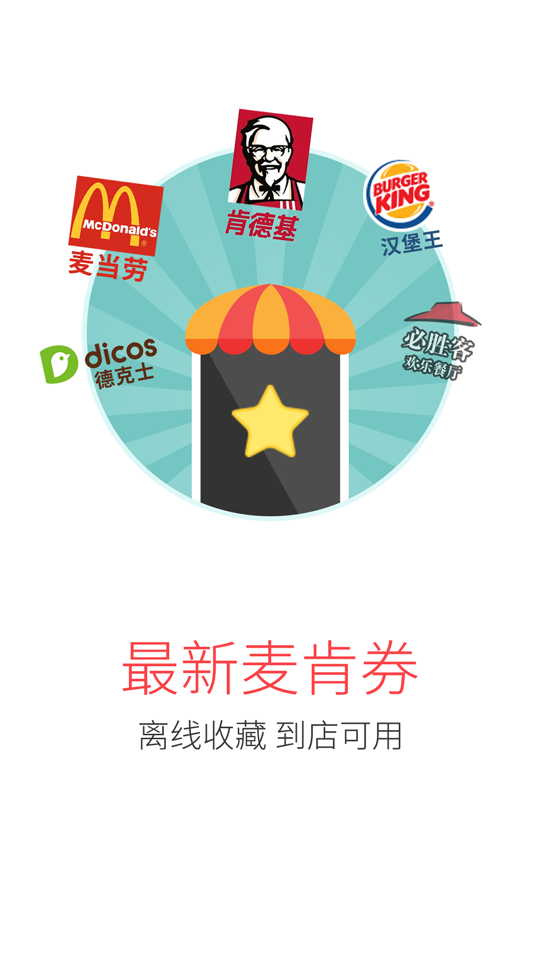 肯德基
McDonald's
麦当劳
BURGER
KING
汉堡王
dicos
德克士
必胜客
欢乐餐厅
最新麦肯券
离线收藏 到店可用